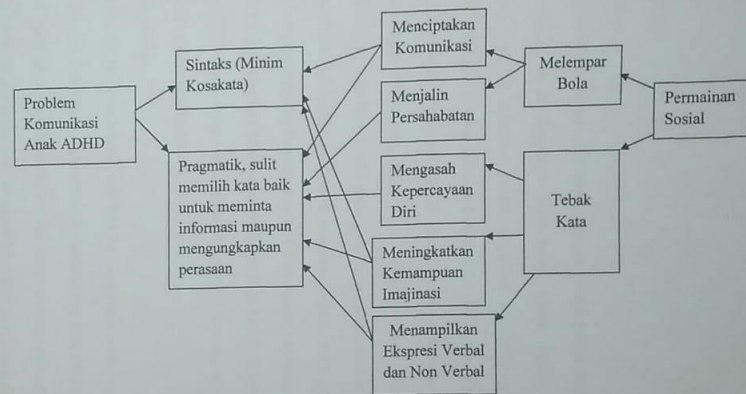 Problem
Komunikasi
Anak ADHD
Sintaks (Minim
Kosakata)
Pragmatik, sulit
memilih kata baik
untuk meminta
informasi maupun
mengungkapkan
perasaan
Menciptakan
Komunikasi
Menjalin
Persahabatan
Mengasah
Kepercayaan
Diri
Meningkatkan
Kemampuan
Imajinasi
Menampilkan
Ekspresi Verbal
dan Non Verbal
Melempar
Bola
Tebak
Kata
Permainan
Sosial